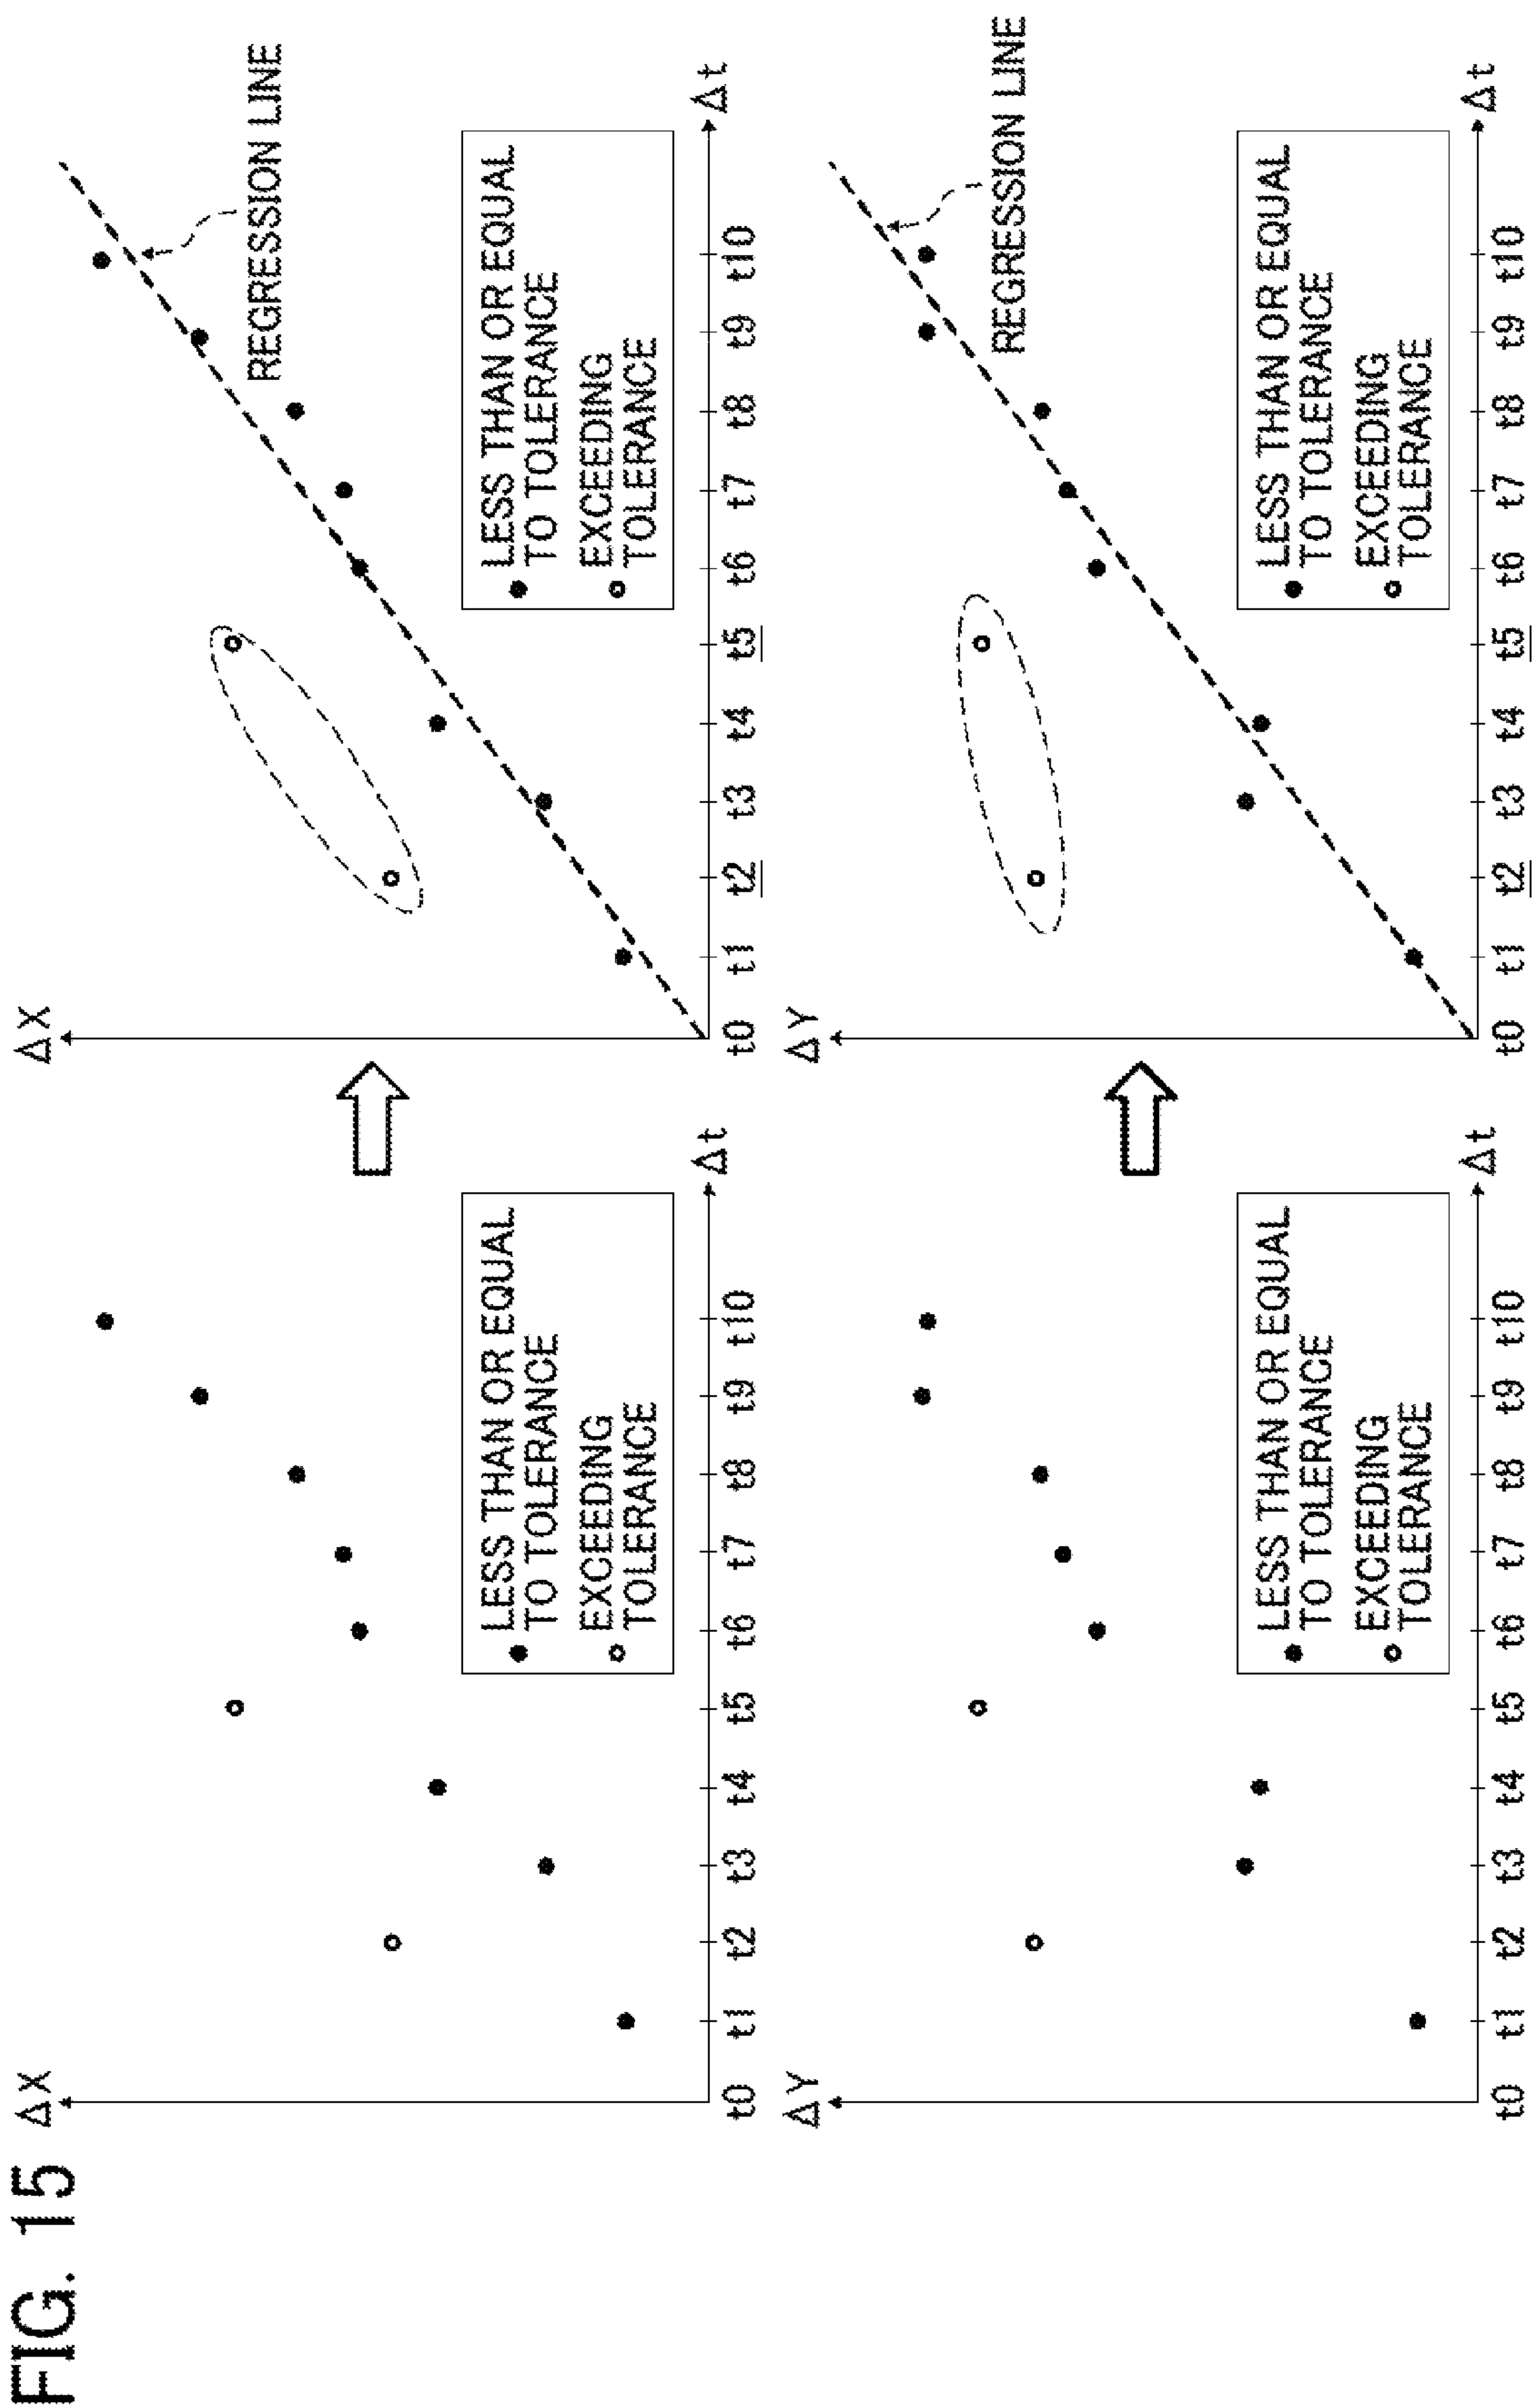 FIG. 15
ΔX
LESS THAN OR EQUAL
TO TOLERANCE
EXCEEDING
TOLERANCE
t0 t1 t2 t3 t4 t5 t6 t7 t8 t9 t10
Δt
ΔX
REGRESSION LINE
LESS THAN OR EQUAL
TO TOLERANCE
EXCEEDING
TOLERANCE
t0 t1 t2 t3 t4 t5 t6 t7 t8 t9 t10
Δt
ΔY
LESS THAN OR EQUAL
TO TOLERANCE
EXCEEDING
TOLERANCE
t0 t1 t2 t3 t4 t5 t6 t7 t8 t9 t10
Δt
ΔY
REGRESSION LINE
LESS THAN OR EQUAL
TO TOLERANCE
EXCEEDING
TOLERANCE
t0 t1 t2 t3 t4 t5 t6 t7 t8 t9 t10
Δt